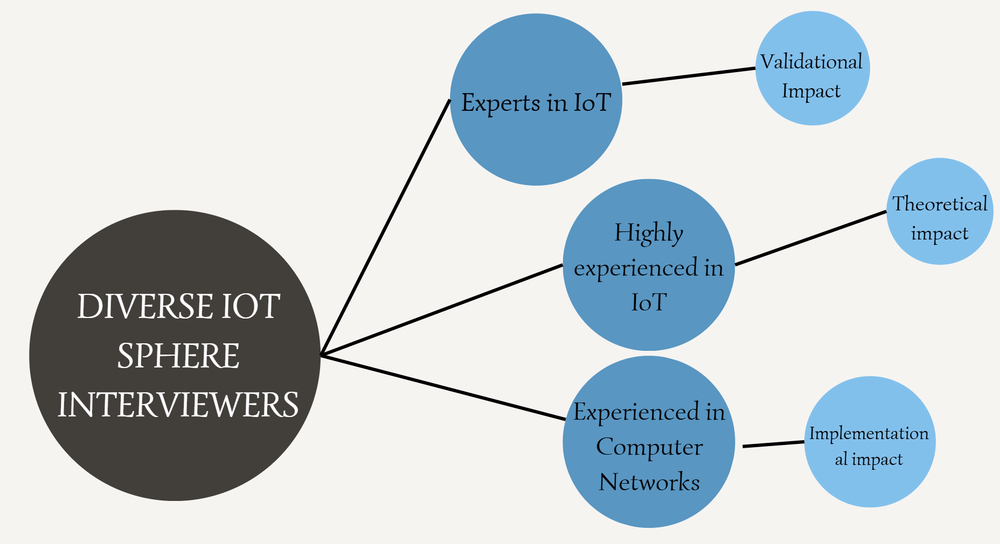 DIVERSE IOT
SPHERE
INTERVIEWERS
Experts in IoT
Validational
Impact
Highly
experienced in
IoT
Theoretical
impact
Experienced in
Computer
Networks
Implementation
al impact